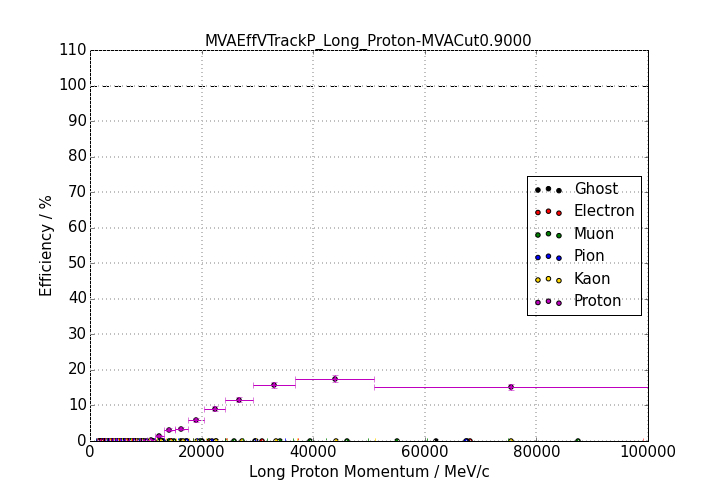 MVAEffVTrackP_Long_Proton-MVACut0.9000
110
100
90
80
70
60
50
40
30
20
10
0
Efficiency / %
Ghost
Electron
Muon
Pion
Kaon
Proton
0 20000 40000 60000 80000 100000
Long Proton Momentum / MeV/c